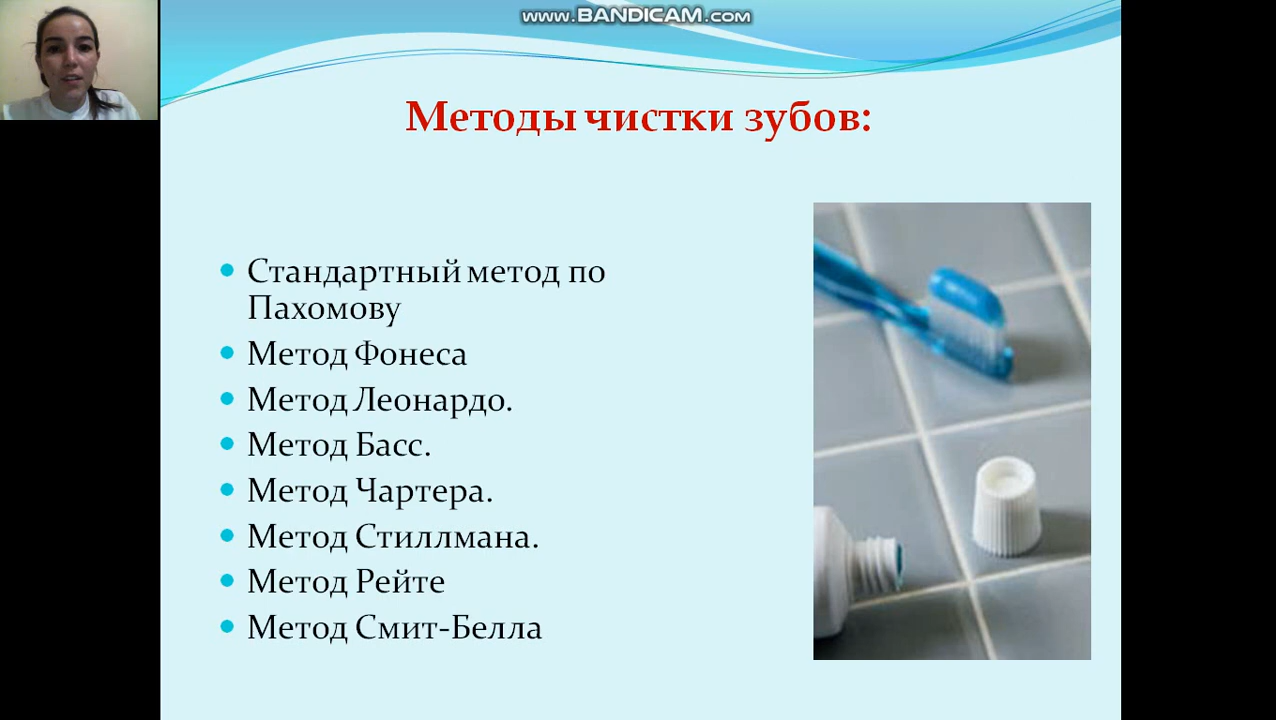 www.BANDICAM.com
Методы чистки зубов:
Стандартный метод по
Пахомову
Метод Фонеса
Метод Леонардо.
Метод Басс.
Метод Чартера.
Метод Стиллмана.
Метод Рейте
Метод Смит-Белла